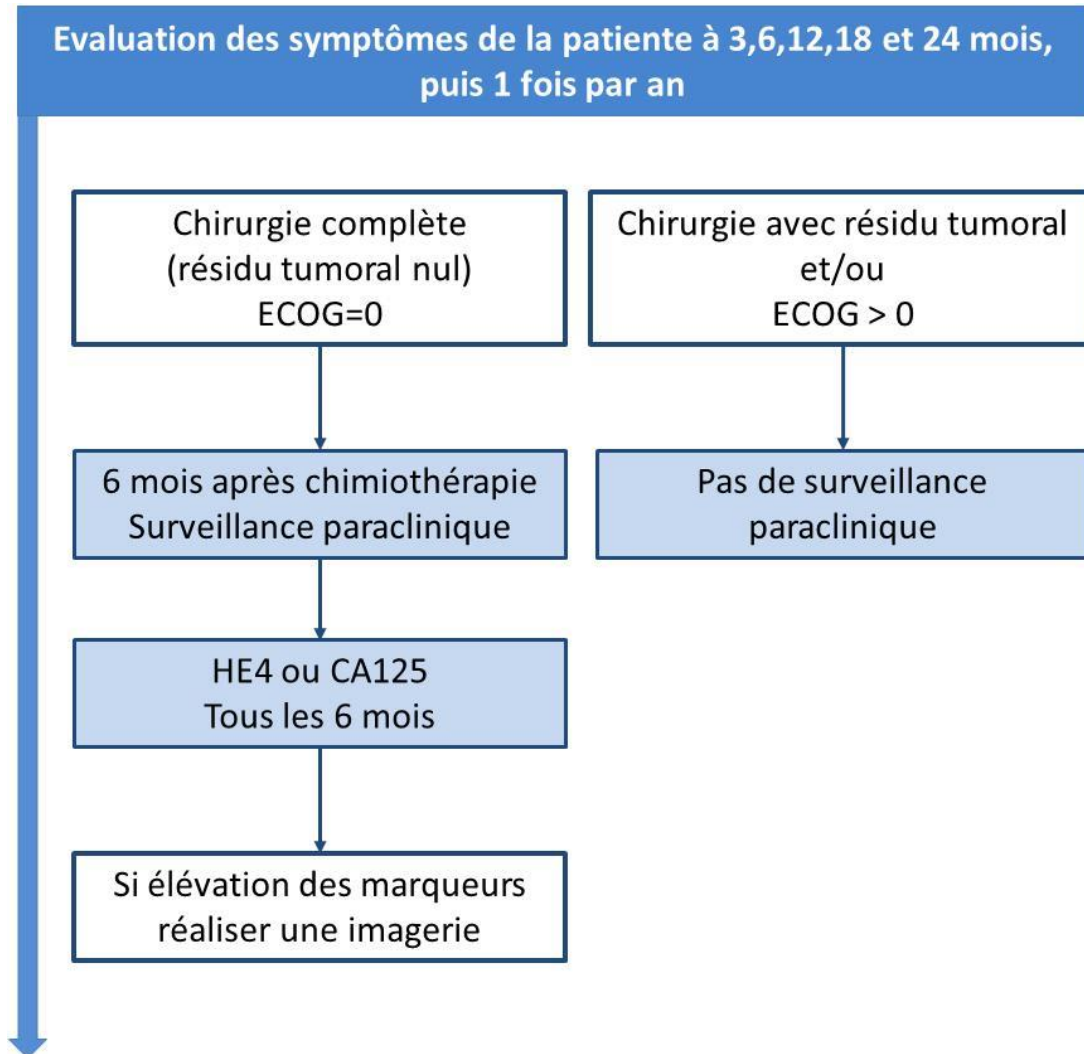 Evaluation des symptômes de la patiente à 3,6,12,18 et 24 mois,
puis 1 fois par an
Chirurgie complète
(résidu tumoral nul)
ECOG=0
Chirurgie avec résidu tumoral
et/ou
ECOG > 0
6 mois après chimiothérapie
Surveillance paraclinique
Pas de surveillance
paraclinique
HE4 ou CA125
Tous les 6 mois
Si élévation des marqueurs
réaliser une imagerie